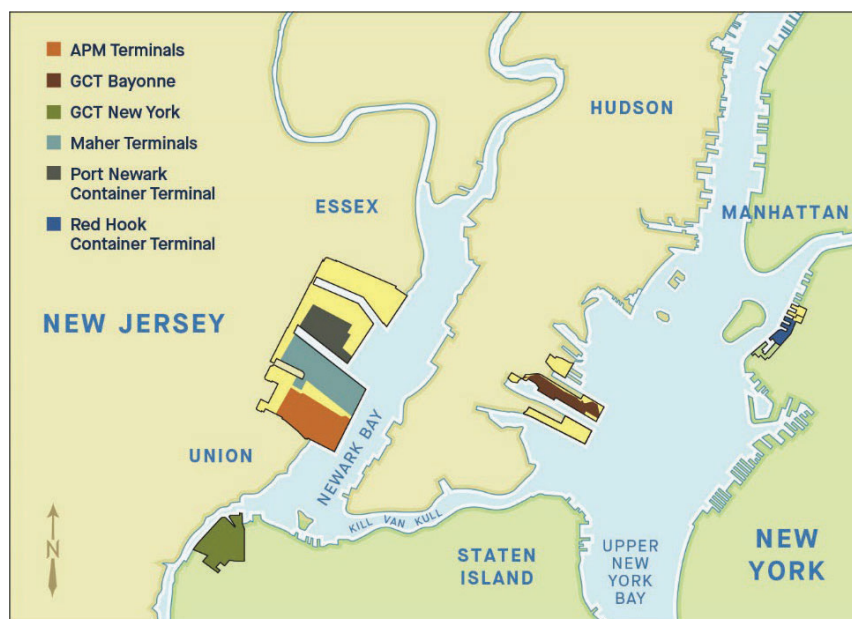 APM Terminals
GCT Bayonne
GCT New York
Maher Terminals
Port Newark
Container Terminal
Red Hook
Container Terminal
HUDSON
ESSEX
MANHATTAN
NEW JERSEY
UNION
NEWARK BAY
KILL VAN KULL
STATEN
ISLAND
UPPER
NEW
YORK
BAY
NEW
YORK
N